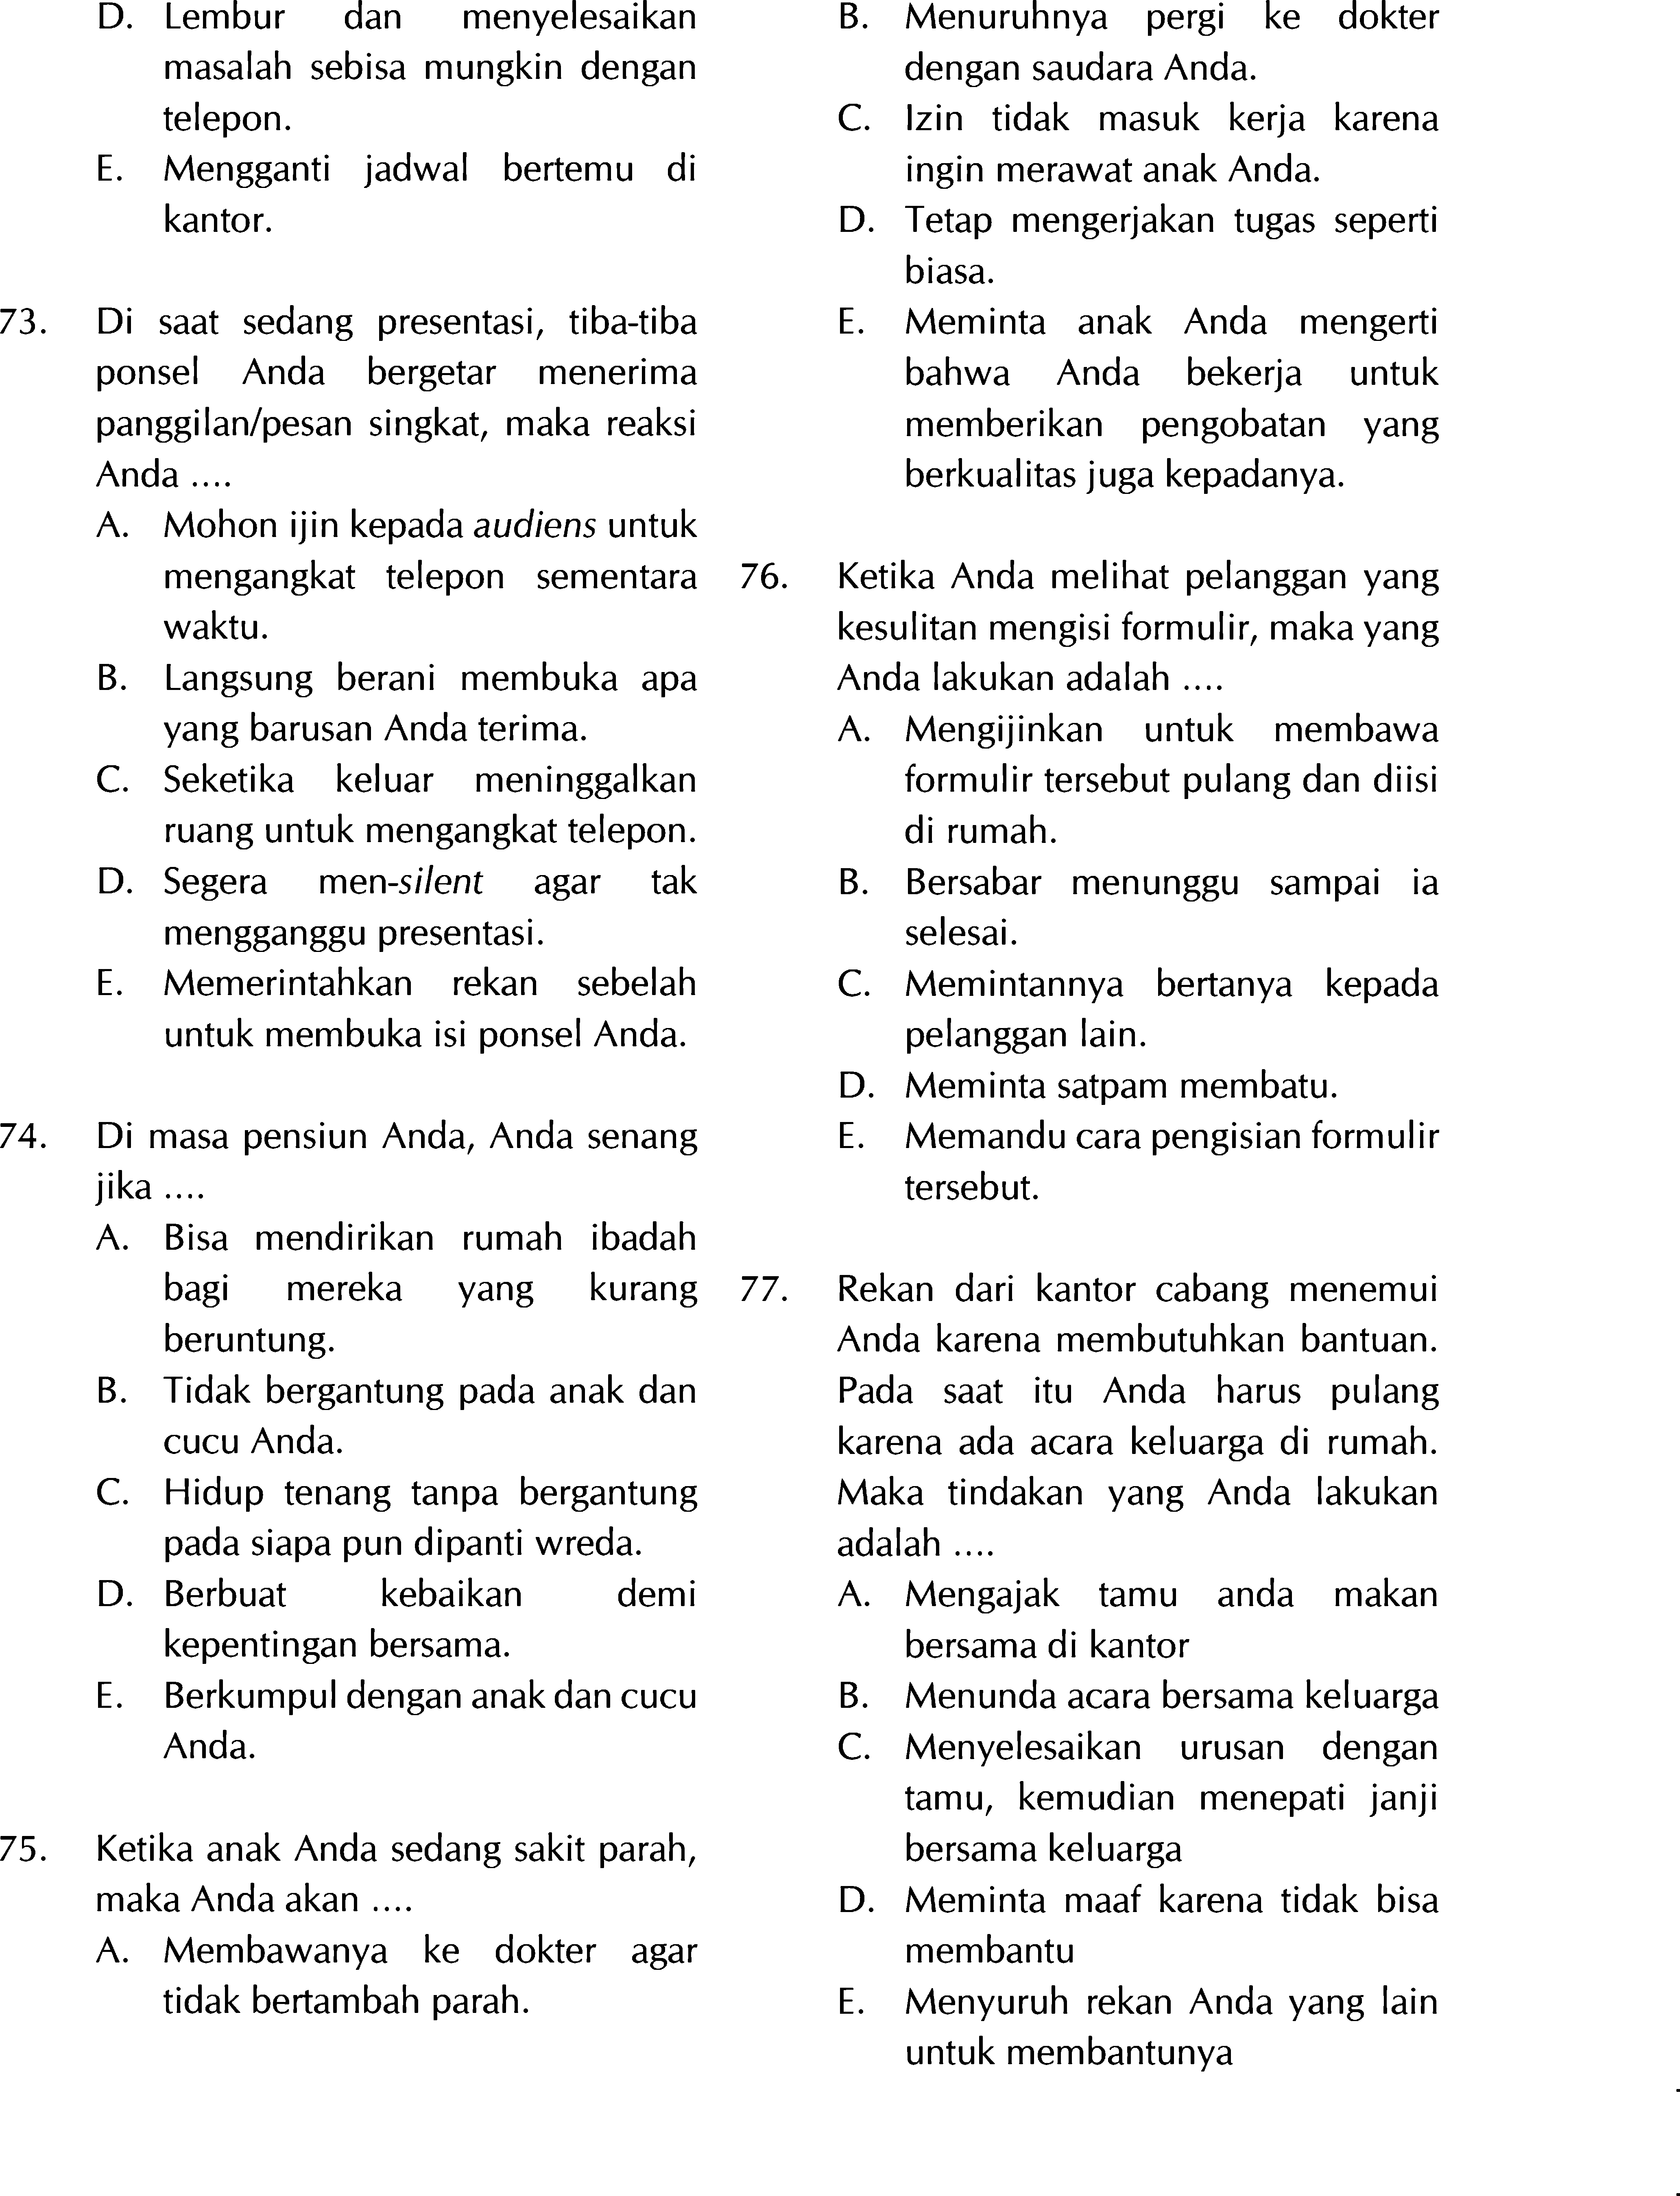 D. Lembur dan menyelesaikan
masalah sebisa mungkin dengan
telepon.
E. Mengganti jadwal bertemu di
kantor.
73. Di saat sedang presentasi, tiba-tiba
ponsel Anda bergetar menerima
panggilan/pesan singkat, maka reaksi
Anda ....
A. Mohon ijin kepada audiens untuk
mengangkat telepon sementara
waktu.
B. Langsung berani membuka apa
yang barusan Anda terima.
C. Seketika keluar meninggalkan
ruang untuk mengangkat telepon.
D. Segera men-silent agar tak
mengganggu presentasi.
E. Memerintahkan rekan sebelah
untuk membuka isi ponsel Anda.
74. Di masa pensiun Anda, Anda senang
jika ....
A. Bisa mendirikan rumah ibadah
bagi mereka yang kurang
beruntung.
B. Tidak bergantung pada anak dan
cucu Anda.
C. Hidup tenang tanpa bergantung
pada siapa pun dipanti wreda.
D. Berbuat kebaikan demi
kepentingan bersama.
E. Berkumpul dengan anak dan cucu
Anda.
75. Ketika anak Anda sedang sakit parah,
maka Anda akan ....
A. Membawanya ke dokter agar
tidak bertambah parah.
B. Menuruhnya pergi ke dokter
dengan saudara Anda.
C. Izin tidak masuk kerja karena
ingin merawat anak Anda.
D. Tetap mengerjakan tugas seperti
biasa.
E. Meminta anak Anda mengerti
bahwa Anda bekerja untuk
memberikan pengobatan yang
berkualitas juga kepadanya.
76. Ketika Anda melihat pelanggan yang
kesulitan mengisi formulir, maka yang
Anda lakukan adalah ....
A. Mengijinkan untuk membawa
formulir tersebut pulang dan diisi
di rumah.
B. Bersabar menunggu sampai ia
selesai.
C. Memintannya bertanya kepada
pelanggan lain.
D. Meminta satpam membatu.
E. Memandu cara pengisian formulir
tersebut.
77. Rekan dari kantor cabang menemui
Anda karena membutuhkan bantuan.
Pada saat itu Anda harus pulang
karena ada acara keluarga di rumah.
Maka tindakan yang Anda lakukan
adalah ....
A. Mengajak tamu anda makan
bersama di kantor
B. Menunda acara bersama keluarga
C. Menyelesaikan urusan dengan
tamu, kemudian menepati janji
bersama keluarga
D. Meminta maaf karena tidak bisa
membantu
E. Menyuruh rekan Anda yang lain
untuk membantunya